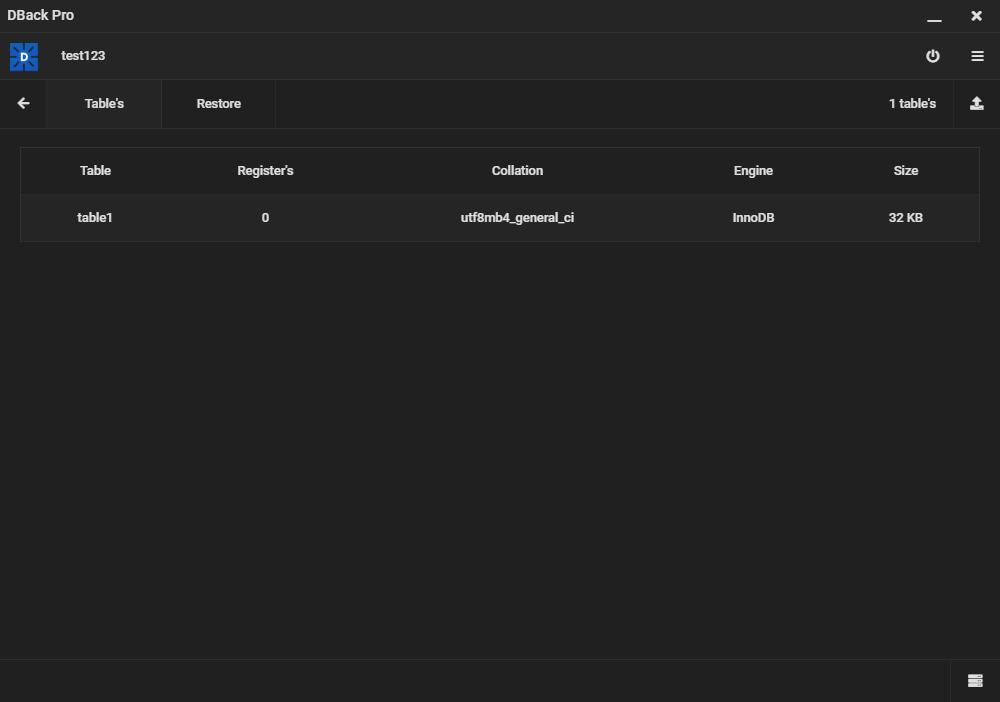 DBack Pro
D test123
Table's Restore 1 table's
Table Register's Collation Engine Size
table1 0 utf8mb4_general_ci InnoDB 32 KB